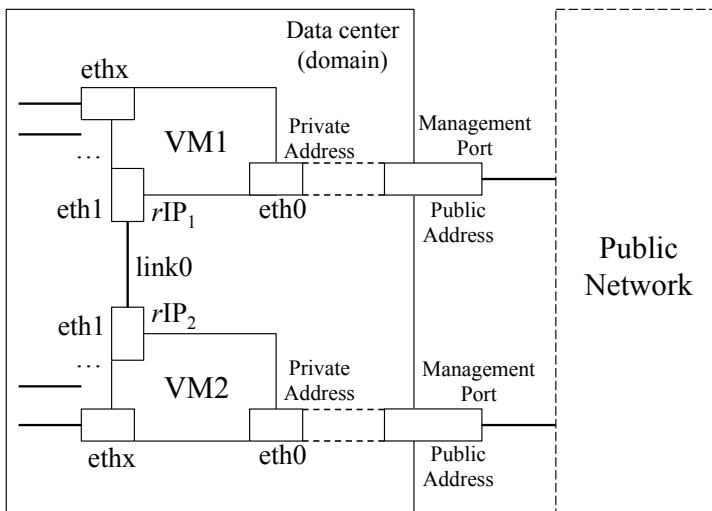 Data center
(domain)
ethx
VM1
Private
Address
Management
Port
…
eth1
rIP1
eth0
Public
Address
link0
Public
Network
eth1
rIP2
…
Private
Address
Management
Port
VM2
ethx
eth0
Public
Address